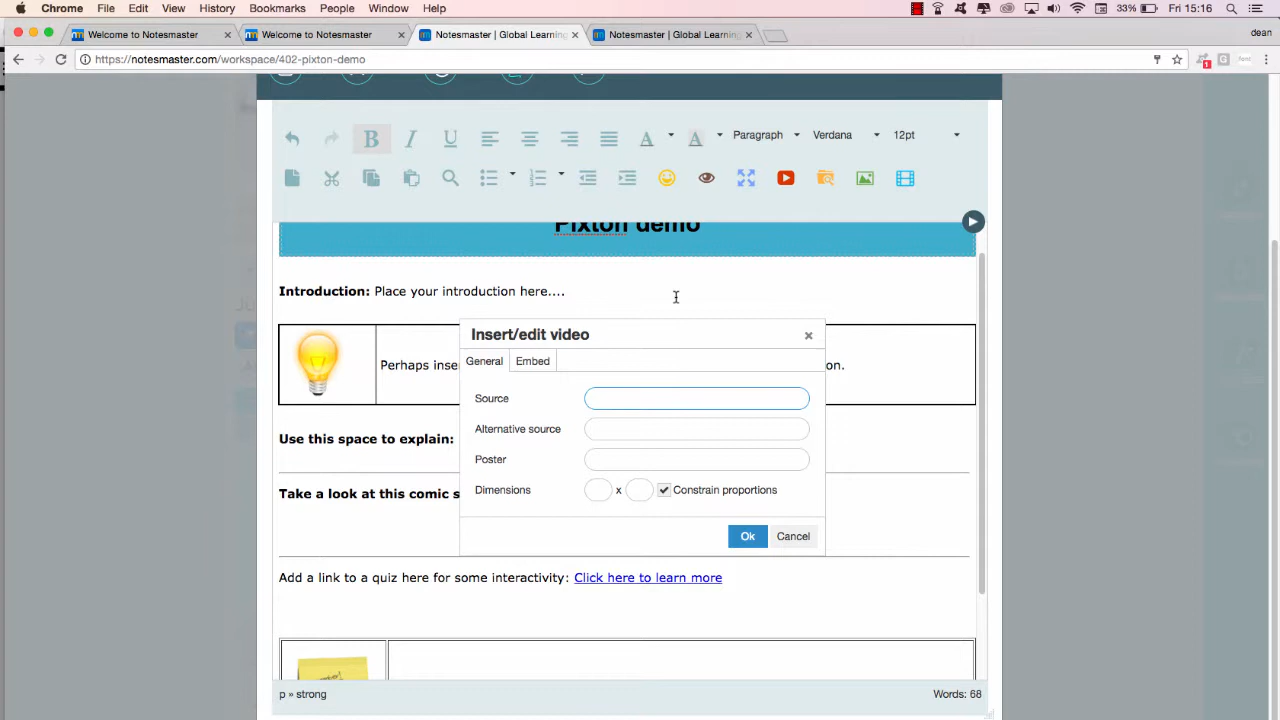 Chrome File Edit View History Bookmarks People Window Help 33% Fri 15:16
Welcome to Notesmaster Welcome to Notesmaster Notesmaster | Global Learning Notesmaster | Global Learning dean
https://notesmaster.com/workspace/402-pixton-demo
B I U A A Paragraph Verdana 12pt
Pixton demo
Introduction: Place your introduction here....
Insert/edit video
General Embed
Perhaps inse on.
Source
Alternative source
Use this space to explain:
Poster
Dimensions x Constrain proportions
Take a look at this comic s
Ok Cancel
Add a link to a quiz here for some interactivity: Click here to learn more
p » strong Words: 68